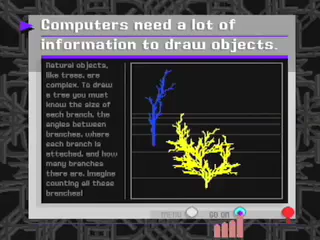 Computers need a lot of
information to draw objects.
Natural objects,
like trees, are
complex. To draw
a tree you must
know the size of
each branch, the
angles between
branches, where
each branch is
attached, and how
many branches
there are. Imagine
counting all these
branches!
MENU
GO ON